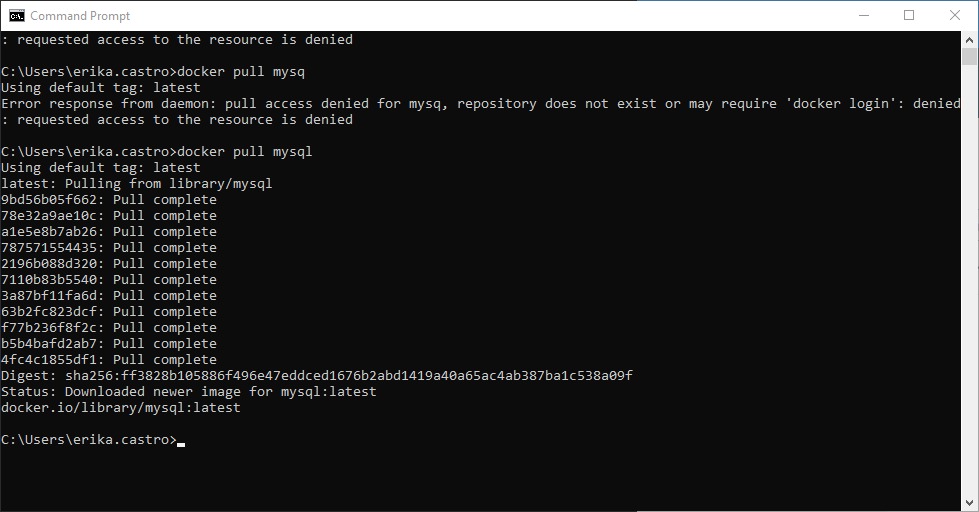 Command Prompt
: requested access to the resource is denied
C:\Users\erika.castro>docker pull mysq
Using default tag: latest
Error response from daemon: pull access denied for mysq, repository does not exist or may require 'docker login': denied
: requested access to the resource is denied
C:\Users\erika.castro>docker pull mysql
Using default tag: latest
latest: Pulling from library/mysql
9bd56b05f662: Pull complete
78e32a9ae10c: Pull complete
a1e5e8b7ab26: Pull complete
787571554435: Pull complete
2196b088d320: Pull complete
7110b83b5540: Pull complete
3a87bf11fa6d: Pull complete
63b2fc823dcf: Pull complete
f77b236f8f2c: Pull complete
b5b4bafd2ab7: Pull complete
4fc4c1855df1: Pull complete
Digest: sha256:ff3828b105886f496e47eddced1676b2abd1419a40a65ac4ab387ba1c538a09f
Status: Downloaded newer image for mysql:latest
docker.io/library/mysql:latest
C:\Users\erika.castro>